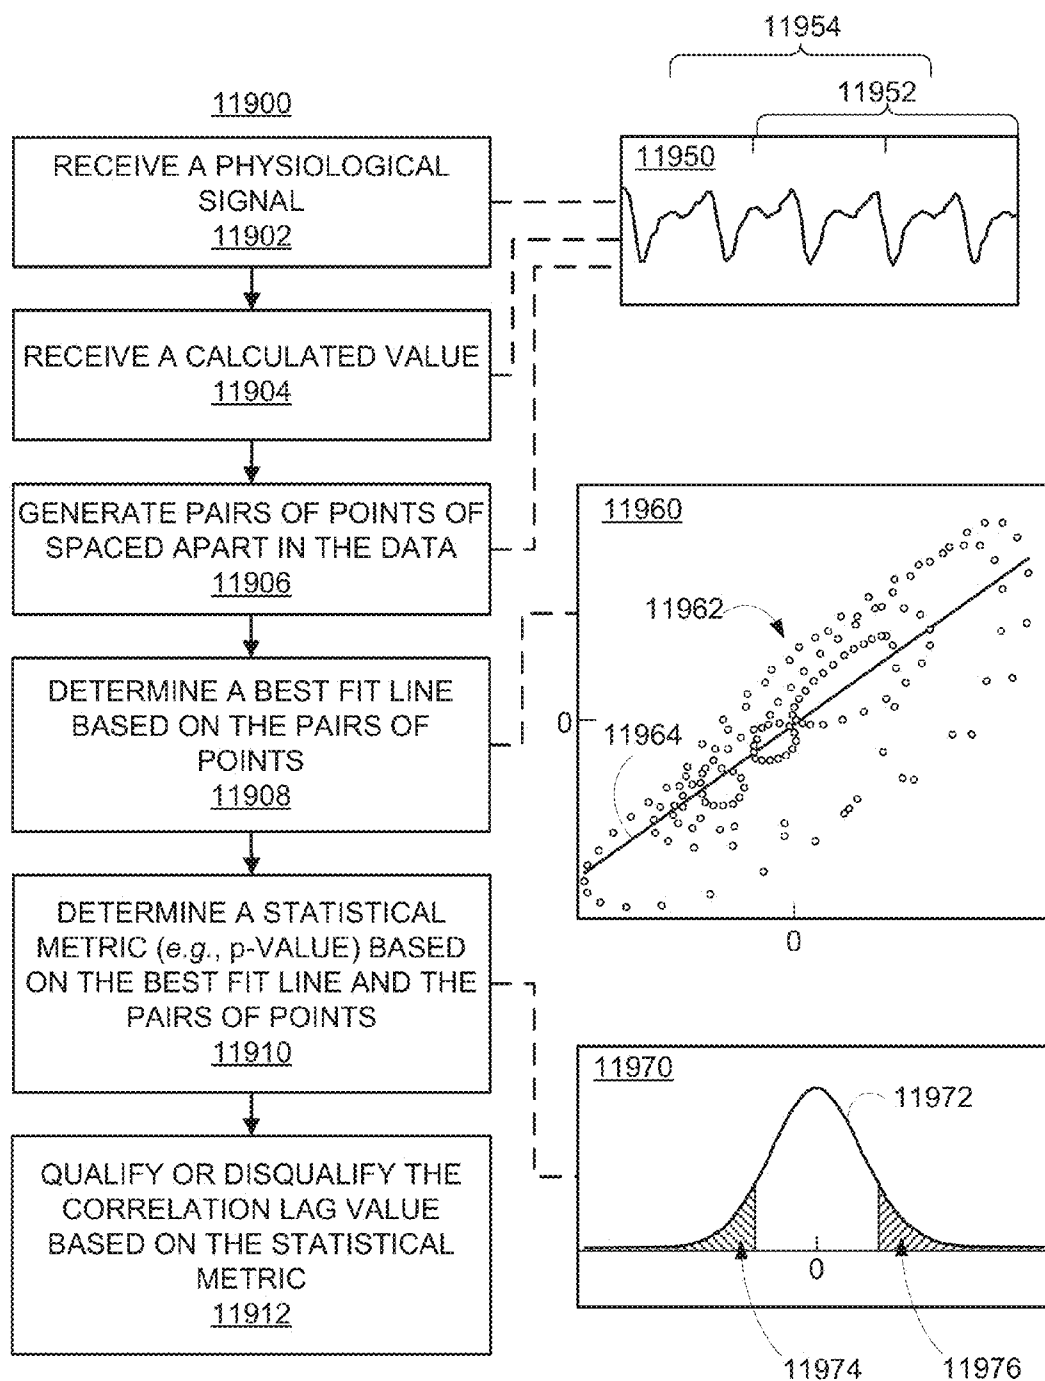 11900
RECEIVE A PHYSIOLOGICAL
SIGNAL
11902
RECEIVE A CALCULATED VALUE
11904
GENERATE PAIRS OF POINTS OF
SPACED APART IN THE DATA
11906
DETERMINE A BEST FIT LINE
BASED ON THE PAIRS OF
POINTS
11908
DETERMINE A STATISTICAL
METRIC (e.g., p-VALUE) BASED
ON THE BEST FIT LINE AND THE
PAIRS OF POINTS
11910
QUALIFY OR DISQUALIFY THE
CORRELATION LAG VALUE
BASED ON THE STATISTICAL
METRIC
11912
11954
11952
11950
11960
11962
0
11964
0
11970
11972
0
11974
11976